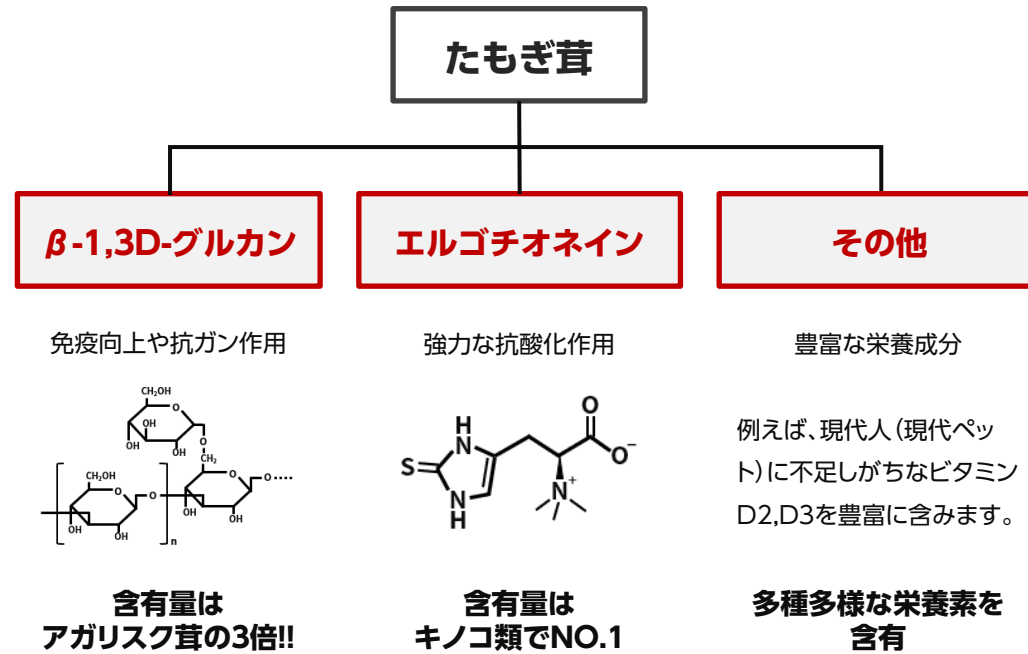 たもぎ茸
β-1,3D-グルカン
エルゴチオネイン
その他
免疫向上や抗ガン作用
強力な抗酸化作用
豊富な栄養成分
CH₂OH
O
OH
OH
OH
O
CH₂
CH₂OH
O
OH
OH
O
n
O
OH
OH
O····
H
N
S
N
H
O
O⁻
N⁺
例えば、現代人(現代ペッ
ト)に不足しがちなビタミン
D2,D3を豊富に含みます。
含有量は
アガリスク茸の3倍!!
含有量は
キノコ類でNO.1
多種多様な栄養素を
含有